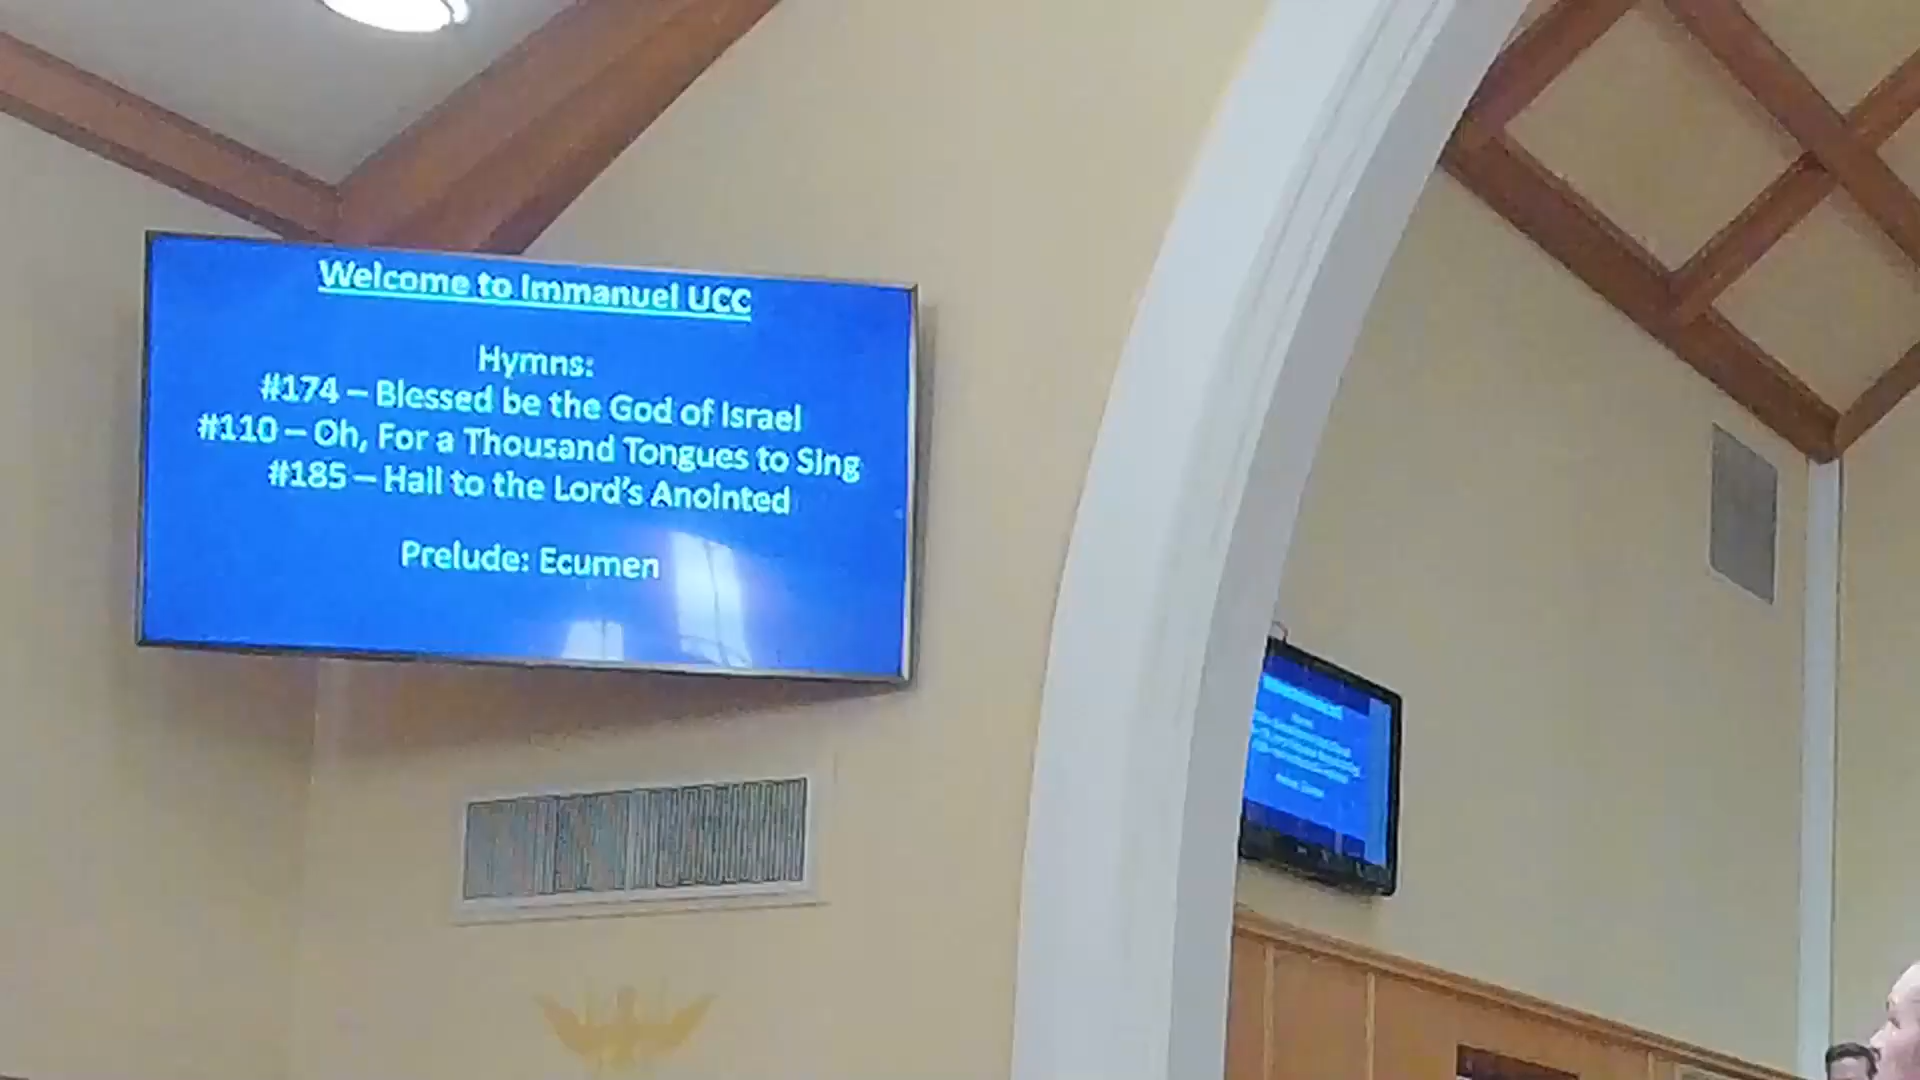 Welcome to Immanuel UCC
Hymns:
#174 – Blessed be the God of Israel
#110 – Oh, For a Thousand Tongues to Sing
#185 – Hail to the Lord's Anointed
Prelude: Ecumen